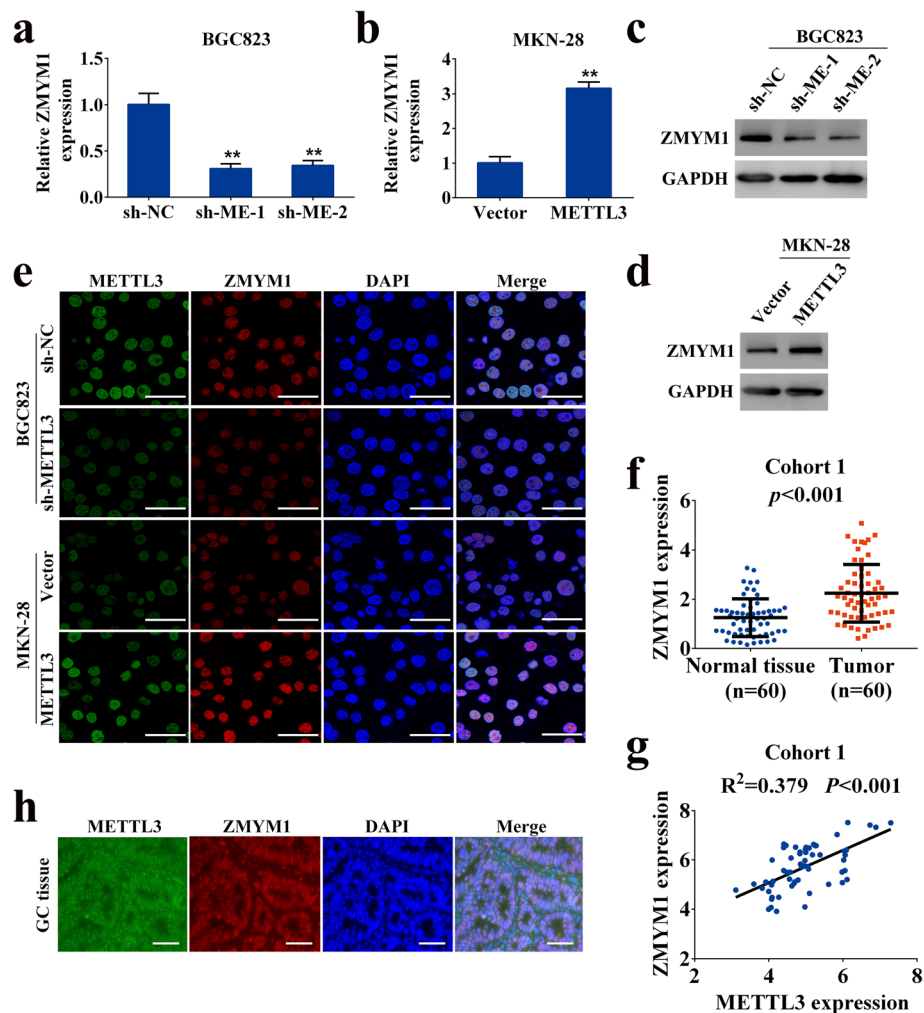 a
BGC823
Relative ZMYM1
expression
1.5
1.0
0.5
0.0
**
**
sh-NC
sh-ME-1
sh-ME-2
b
MKN-28
Relative ZMYM1
expression
4
3
2
1
0
**
Vector
METTL3
c
BGC823
sh-NC
sh-ME-1
sh-ME-2
ZMYM1
GAPDH
d
MKN-28
Vector
METTL3
ZMYM1
GAPDH
e
METTL3
ZMYM1
DAPI
Merge
BGC823
sh-NC
sh-METTL3
MKN-28
Vector
METTL3
f
Cohort 1
p<0.001
ZMYM1 expression
6
4
2
0
Normal tissue
(n=60)
Tumor
(n=60)
g
Cohort 1
R²=0.379 P<0.001
ZMYM1 expression
8
6
4
2
2
4
6
8
METTL3 expression
h
METTL3
ZMYM1
DAPI
Merge
GC tissue